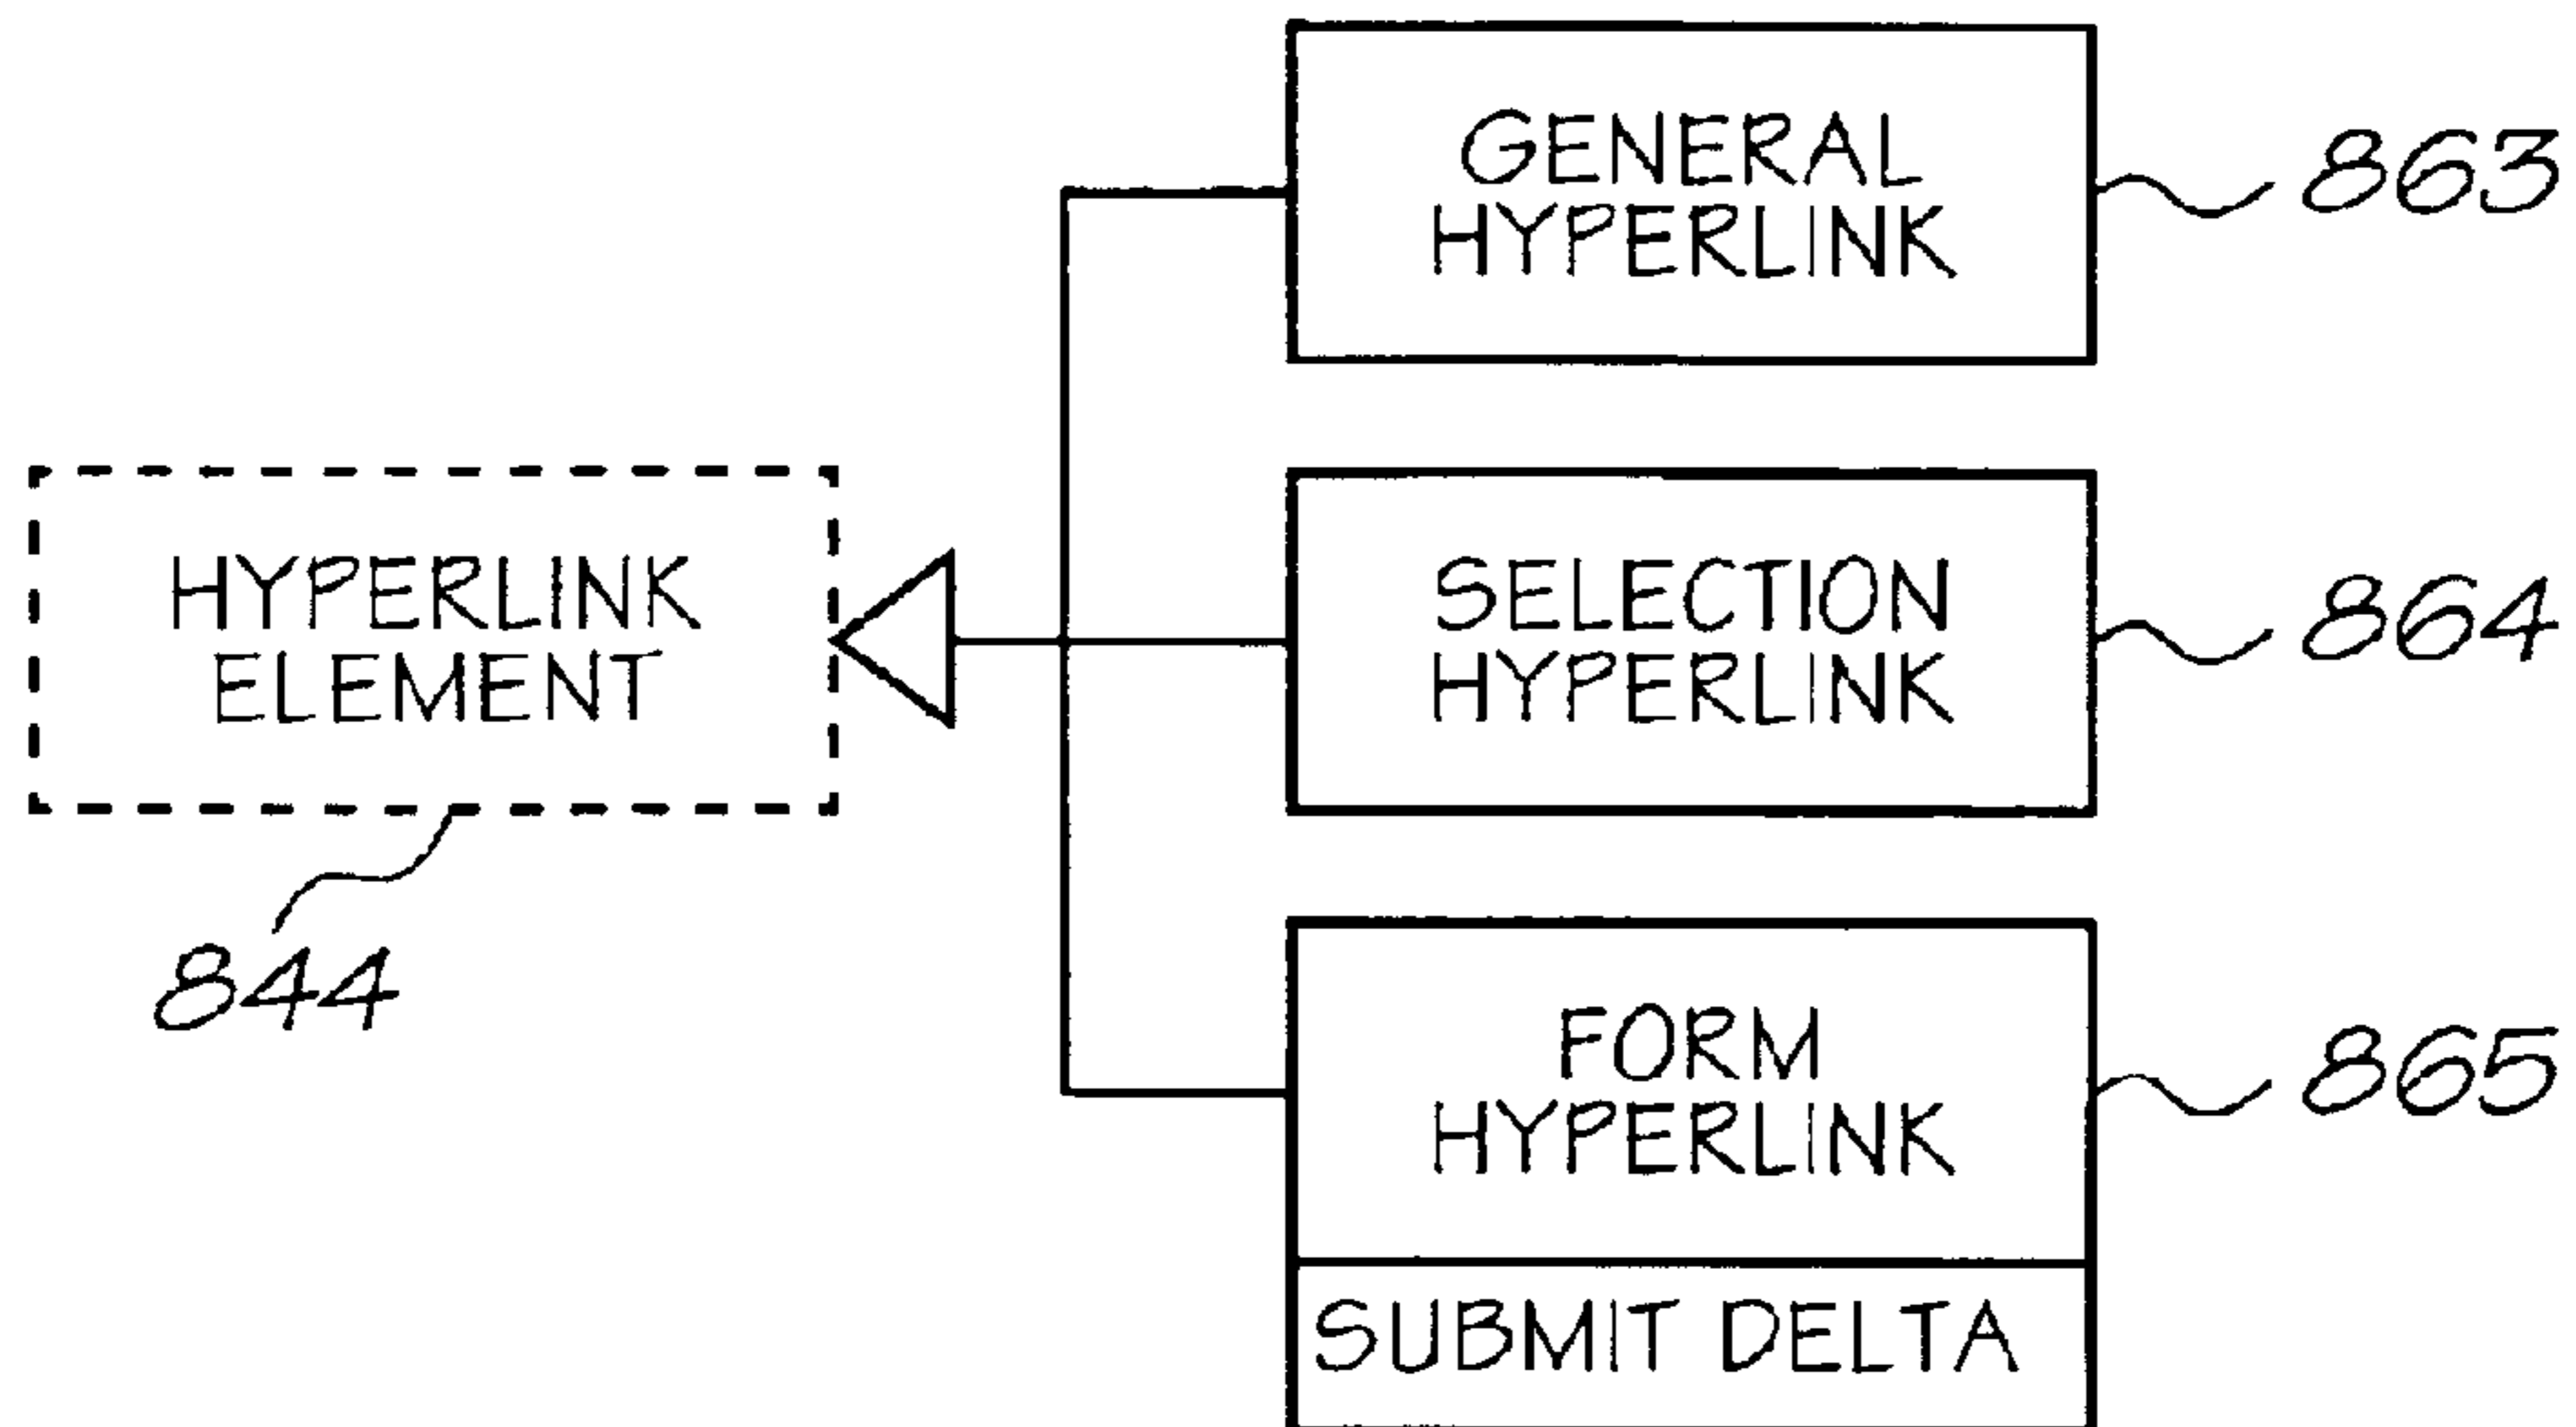 GENERAL
HYPERLINK
863
HYPERLINK
ELEMENT
844
SELECTION
HYPERLINK
864
FORM
HYPERLINK
865
SUBMIT DELTA